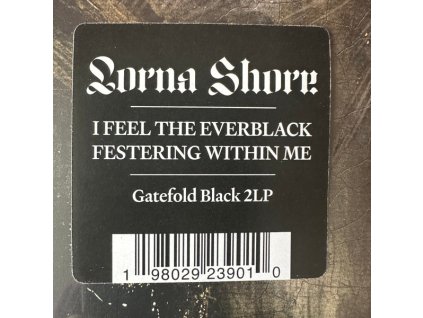 Lorna Shore
I FEEL THE EVERBLACK
FESTERING WITHIN ME
Gatefold Black 2LP
1 98029 23901 0